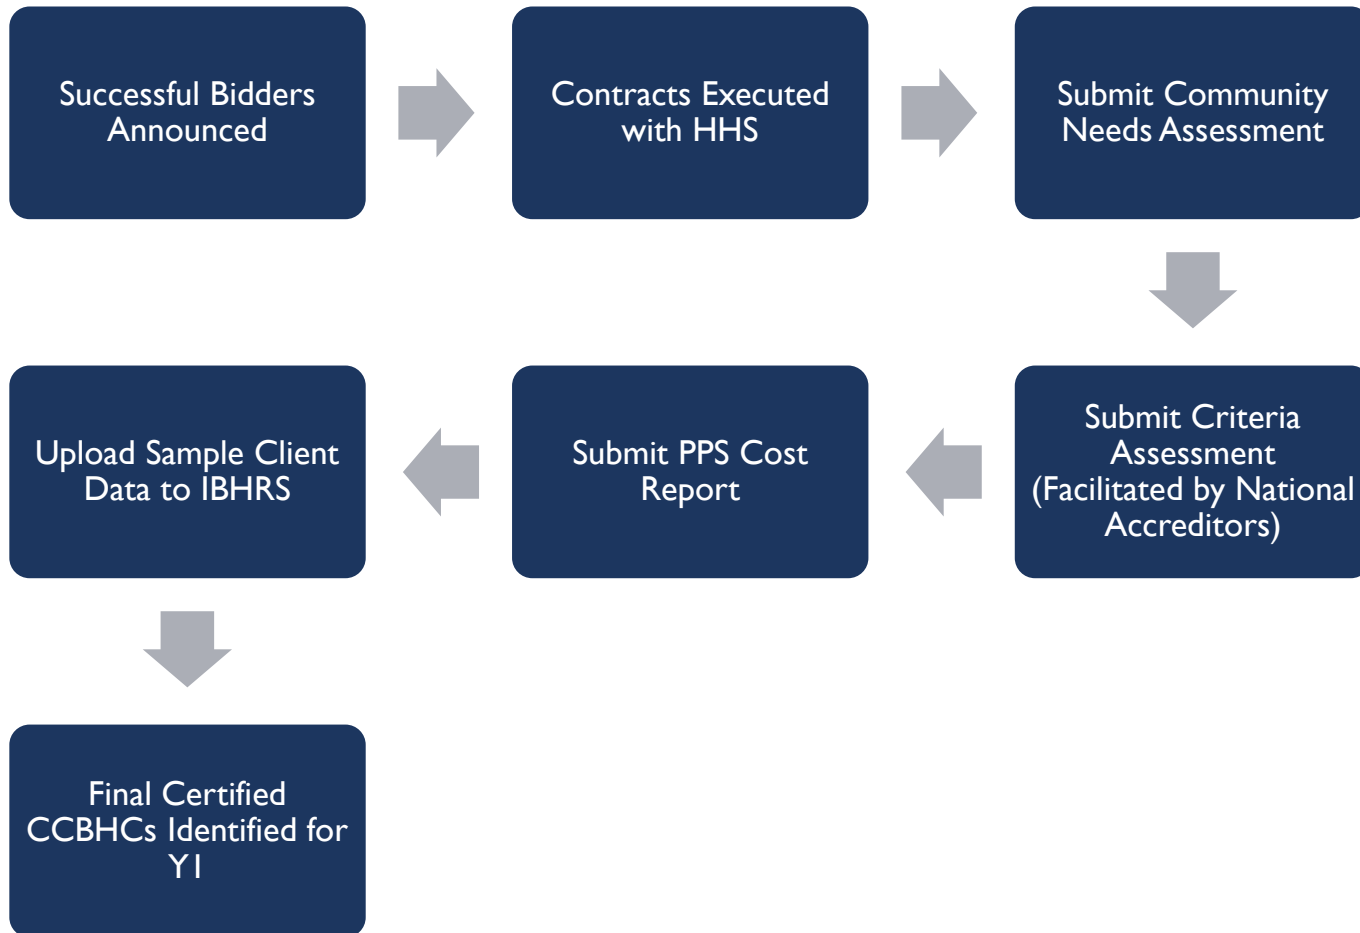 Successful Bidders
Announced
Contracts Executed
with HHS
Submit Community
Needs Assessment
Submit Criteria
Assessment
(Facilitated by National
Accreditors)
Submit PPS Cost
Report
Upload Sample Client
Data to IBHRS
Final Certified
CCBHCs Identified for
Y1